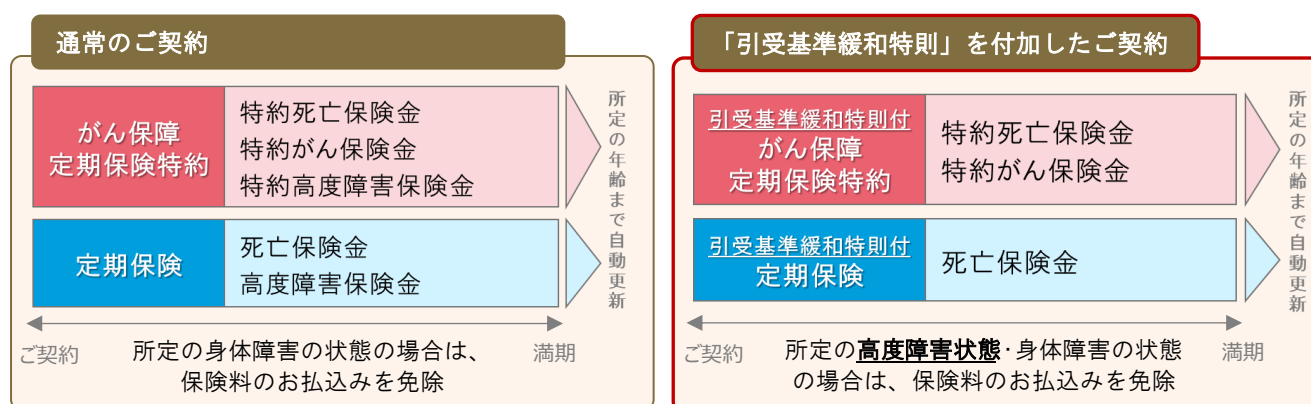 通常のご契約
がん保障
定期保険特約
特約死亡保険金
特約がん保険金
特約高度障害保険金
定期保険
死亡保険金
高度障害保険金
所定の年齢まで自動更新
ご契約
満期
所定の身体障害の状態の場合は、
保険料のお払込みを免除
「引受基準緩和特則」を付加したご契約
引受基準緩和特則付
がん保障
定期保険特約
特約死亡保険金
特約がん保険金
引受基準緩和特則付
定期保険
死亡保険金
所定の年齢まで自動更新
ご契約
満期
所定の高度障害状態･身体障害の状態
の場合は、保険料のお払込みを免除